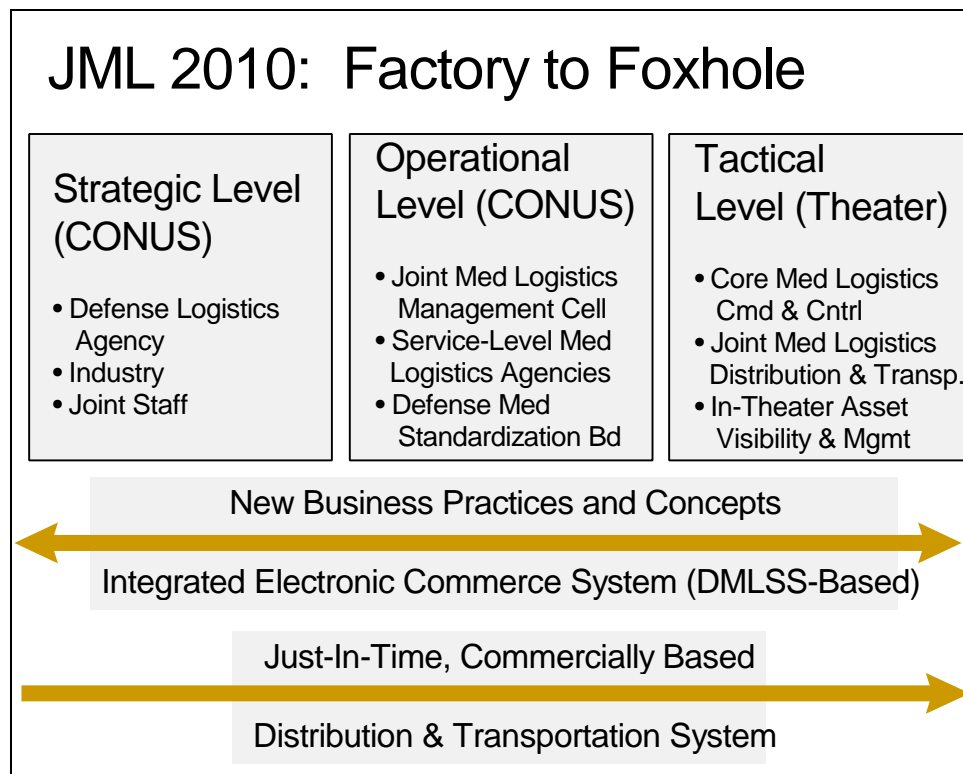 JML 2010: Factory to Foxhole
Strategic Level
(CONUS)
• Defense Logistics
Agency
• Industry
• Joint Staff
Operational
Level (CONUS)
• Joint Med Logistics
Management Cell
• Service-Level Med
Logistics Agencies
• Defense Med
Standardization Bd
Tactical
Level (Theater)
• Core Med Logistics
Cmd & Cntrl
• Joint Med Logistics
Distribution & Transp.
• In-Theater Asset
Visibility & Mgmt
New Business Practices and Concepts
Integrated Electronic Commerce System (DMLSS-Based)
Just-In-Time, Commercially Based
Distribution & Transportation System